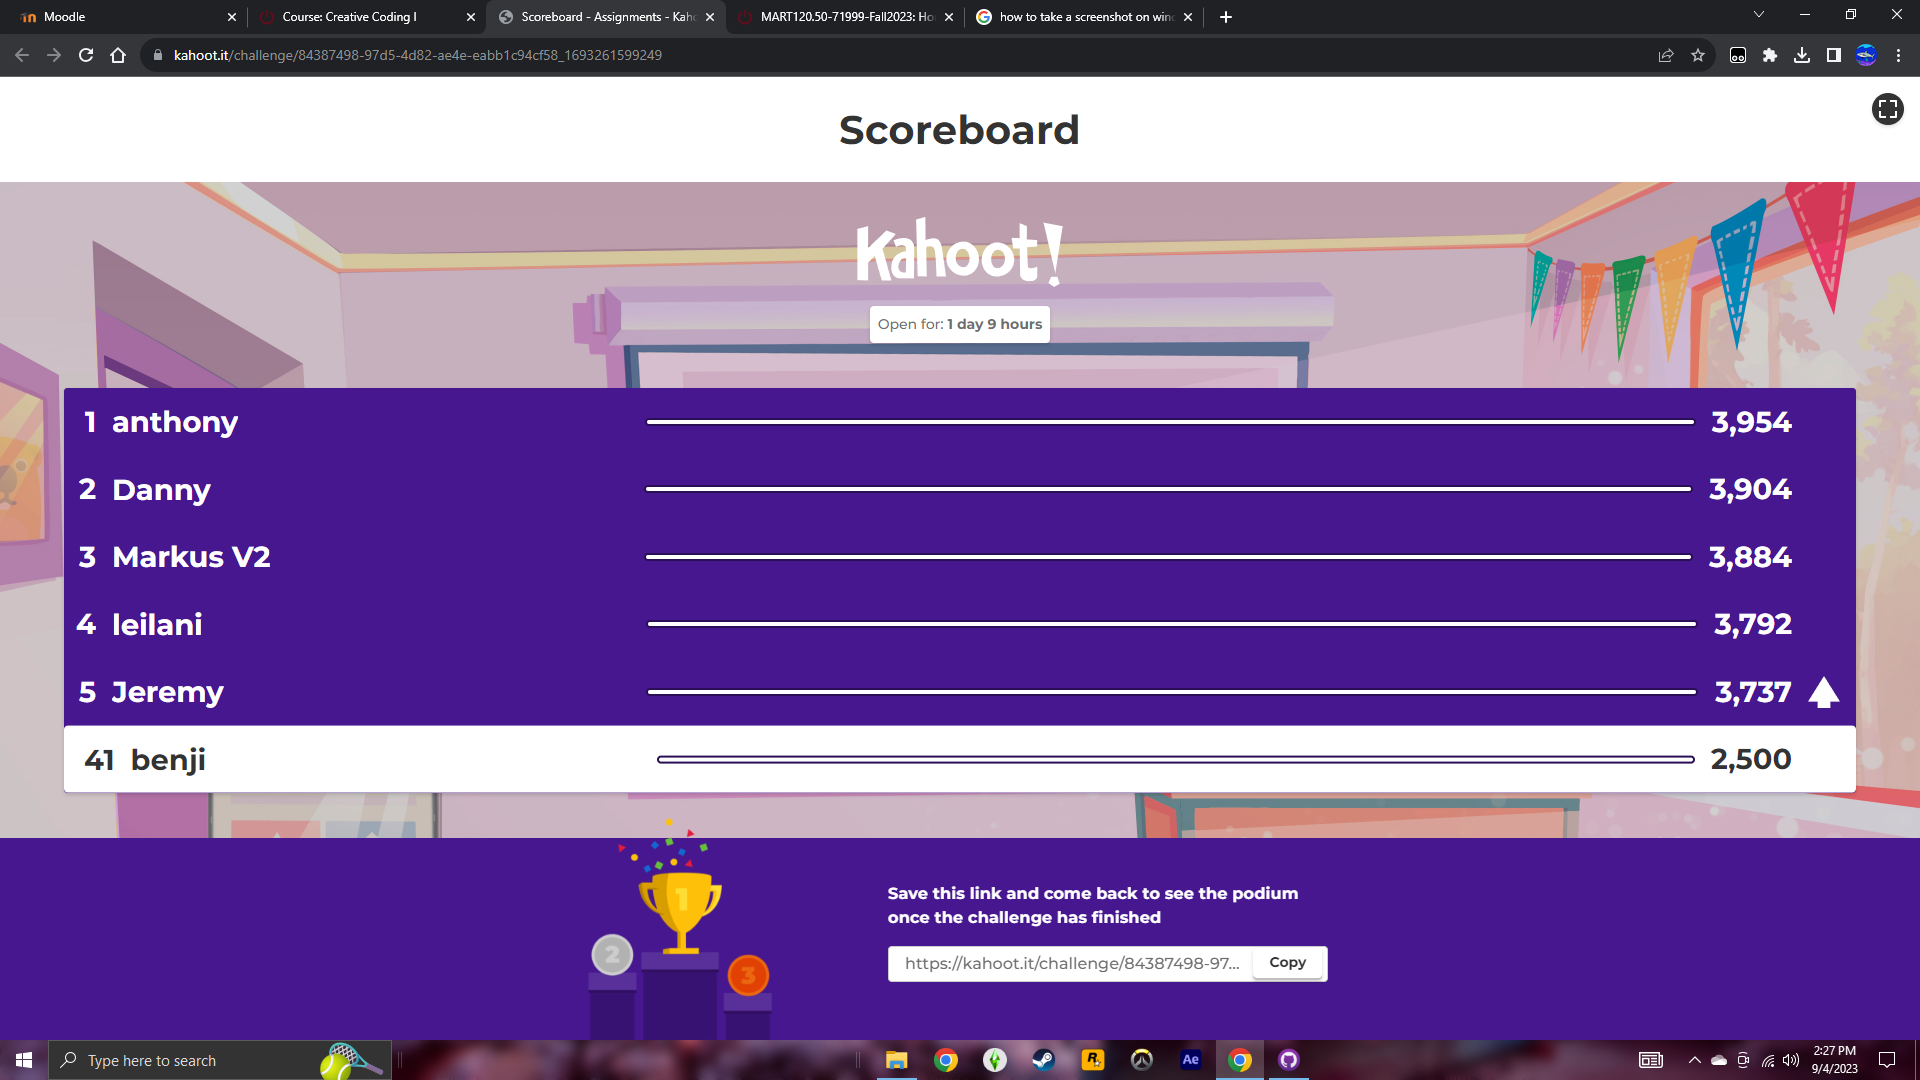 Moodle
Course: Creative Coding I
Scoreboard - Assignments - Kah
MART120.50-71999-Fall2023: Ho
how to take a screenshot on win
kahoot.it/challenge/84387498-97d5-4d82-ae4e-eabb1c94cf58_1693261599249
Scoreboard
Kahoot!
Open for: 1 day 9 hours
1 anthony 3,954
2 Danny 3,904
3 Markus V2 3,884
4 leilani 3,792
5 Jeremy 3,737
41 benji 2,500
1
2
3
Save this link and come back to see the podium
once the challenge has finished
https://kahoot.it/challenge/84387498-97... Copy
Type here to search
R
Ae
2:27 PM
9/4/2023